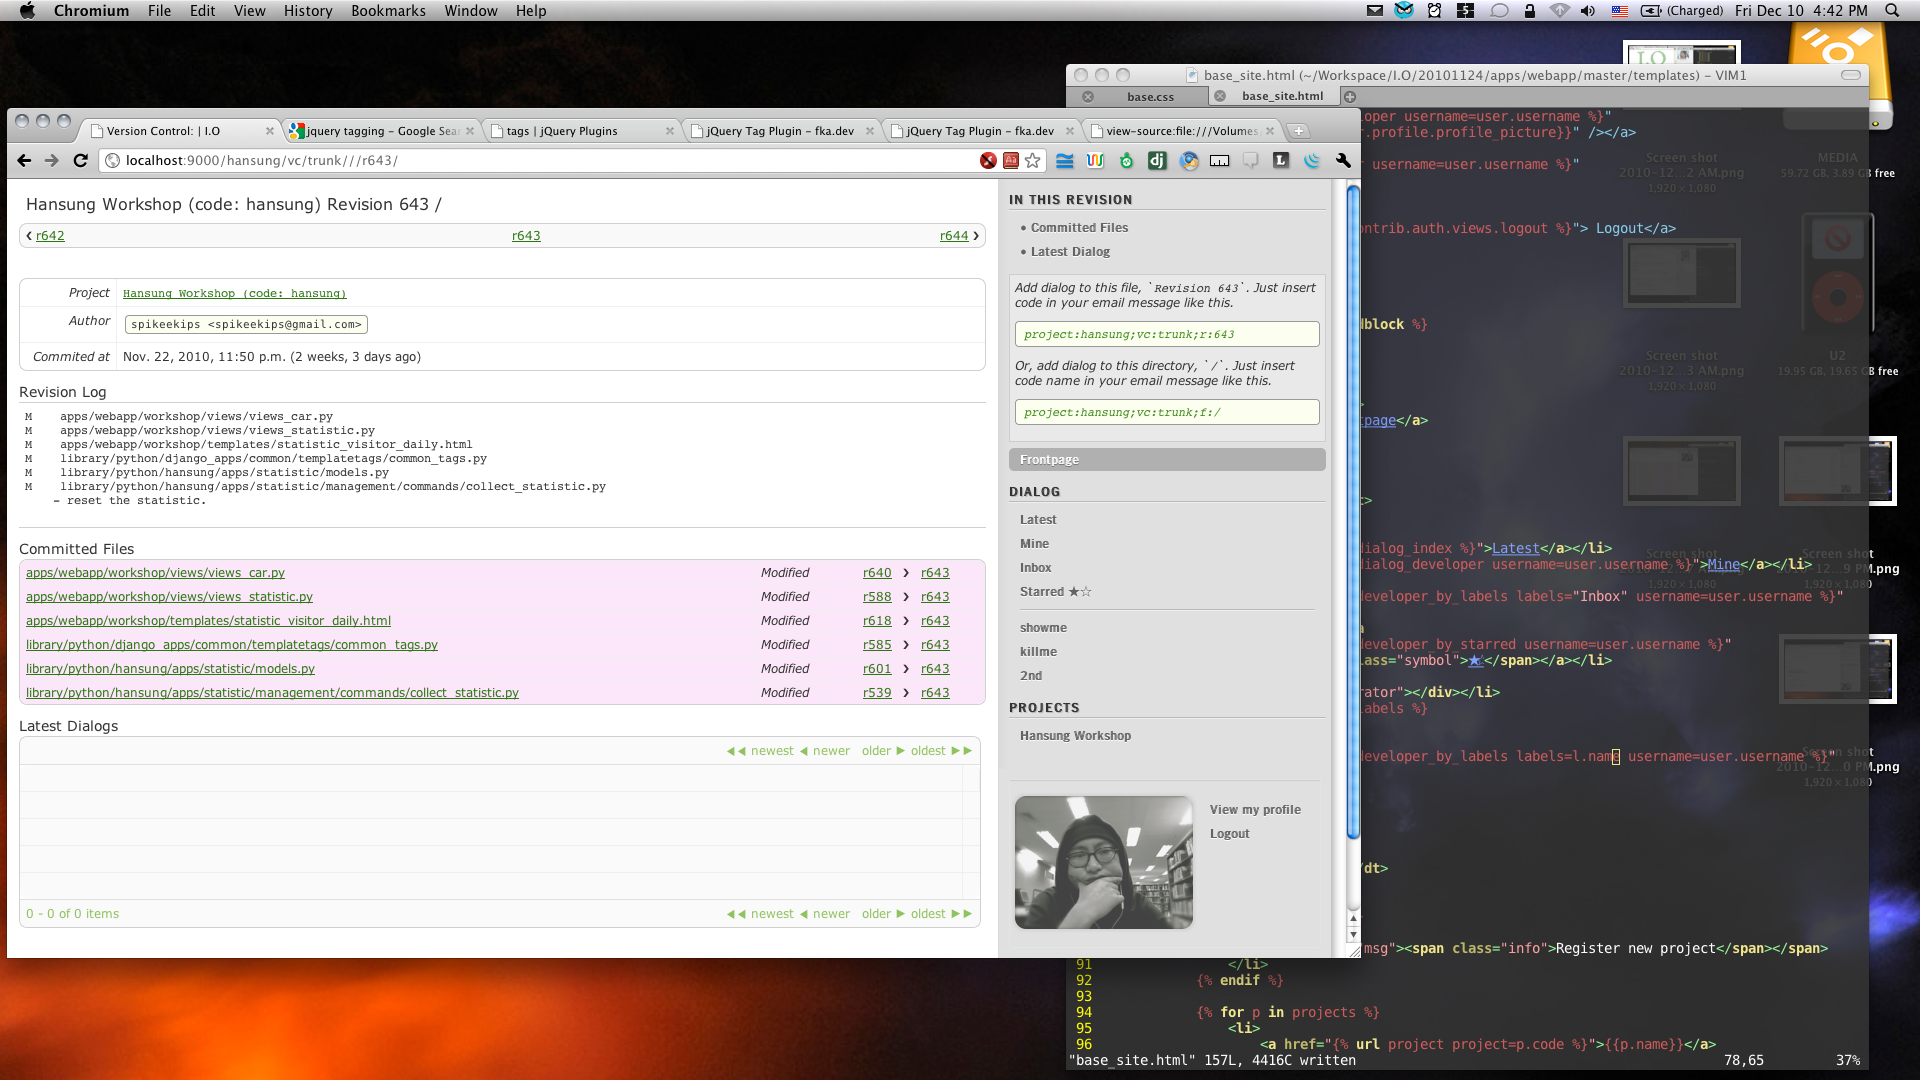 Chromium File Edit View History Bookmarks Window Help
(Charged) Fri Dec 10 4:42 PM
base_site.html (~/Workspace/I.O/20101124/apps/webapp/master/templates) – VIM1
base.css base_site.html
Version Control: | I.O
jquery tagging – Google Sear
tags | jQuery Plugins
jQuery Tag Plugin – fka.dev
jQuery Tag Plugin – fka.dev
view-source:file:///Volumes
localhost:9000/hansung/vc/trunk///r643/
Hansung Workshop (code: hansung) Revision 643 /
‹ r642 r643 r644 ›
Project Hansung Workshop (code: hansung)
Author spikeekips <spikeekips@gmail.com>
Commited at Nov. 22, 2010, 11:50 p.m. (2 weeks, 3 days ago)
Revision Log
M apps/webapp/workshop/views/views_car.py
M apps/webapp/workshop/views/views_statistic.py
M apps/webapp/workshop/templates/statistic_visitor_daily.html
M library/python/django_apps/common/templatetags/common_tags.py
M library/python/hansung/apps/statistic/models.py
M library/python/hansung/apps/statistic/management/commands/collect_statistic.py
- reset the statistic.
Committed Files
apps/webapp/workshop/views/views_car.py Modified r640 › r643
apps/webapp/workshop/views/views_statistic.py Modified r588 › r643
apps/webapp/workshop/templates/statistic_visitor_daily.html Modified r618 › r643
library/python/django_apps/common/templatetags/common_tags.py Modified r585 › r643
library/python/hansung/apps/statistic/models.py Modified r601 › r643
library/python/hansung/apps/statistic/management/commands/collect_statistic.py Modified r539 › r643
Latest Dialogs
◄◄ newest ◄ newer older ► oldest ►►
0 - 0 of 0 items ◄◄ newest ◄ newer older ► oldest ►►
IN THIS REVISION
• Committed Files
• Latest Dialog
Add dialog to this file, `Revision 643`. Just insert
code in your email message like this.
project:hansung;vc:trunk;r:643
Or, add dialog to this directory, `/`. Just insert
code name in your email message like this.
project:hansung;vc:trunk;f:/
Frontpage
DIALOG
Latest
Mine
Inbox
Starred ★☆
showme
killme
2nd
PROJECTS
Hansung Workshop
View my profile
Logout
oper username=user.username %}"
r.profile.profile_picture}}" /></a>
username=user.username %}"
ontrib.auth.views.logout %}"> Logout</a>
dblock %}
page</a>
dialog_index %}">Latest</a></li>
dialog_developer username=user.username %}">Mine</a></li>
developer_by_labels labels="Inbox" username=user.username %}"
developer_by_starred username=user.username %}"
ass="symbol">★</span></a></li>
rator"></div></li>
abels %}
developer_by_labels labels=l.name username=user.username %}"
/dt>
msg"><span class="info">Register new project</span></span>
91 </li>
92 {% endif %}
93
94 {% for p in projects %}
95 <li>
96 <a href="{% url project project=p.code %}">{{p.name}}</a>
"base_site.html" 157L, 4416C written 78,65 37%
Screen shot
2010-12...2 AM.png
1,920 × 1,080
MEDIA
59.72 GB, 3.89 GB free
Screen shot
2010-12...3 AM.png
1,920 × 1,080
U2
19.95 GB, 19.65 GB free
Screen shot
1,920 × 1,080
Screen shot
2010-12...9 PM.png
1,920 × 1,080
Screen shot
2010-12...0 PM.png
1,920 × 1,080